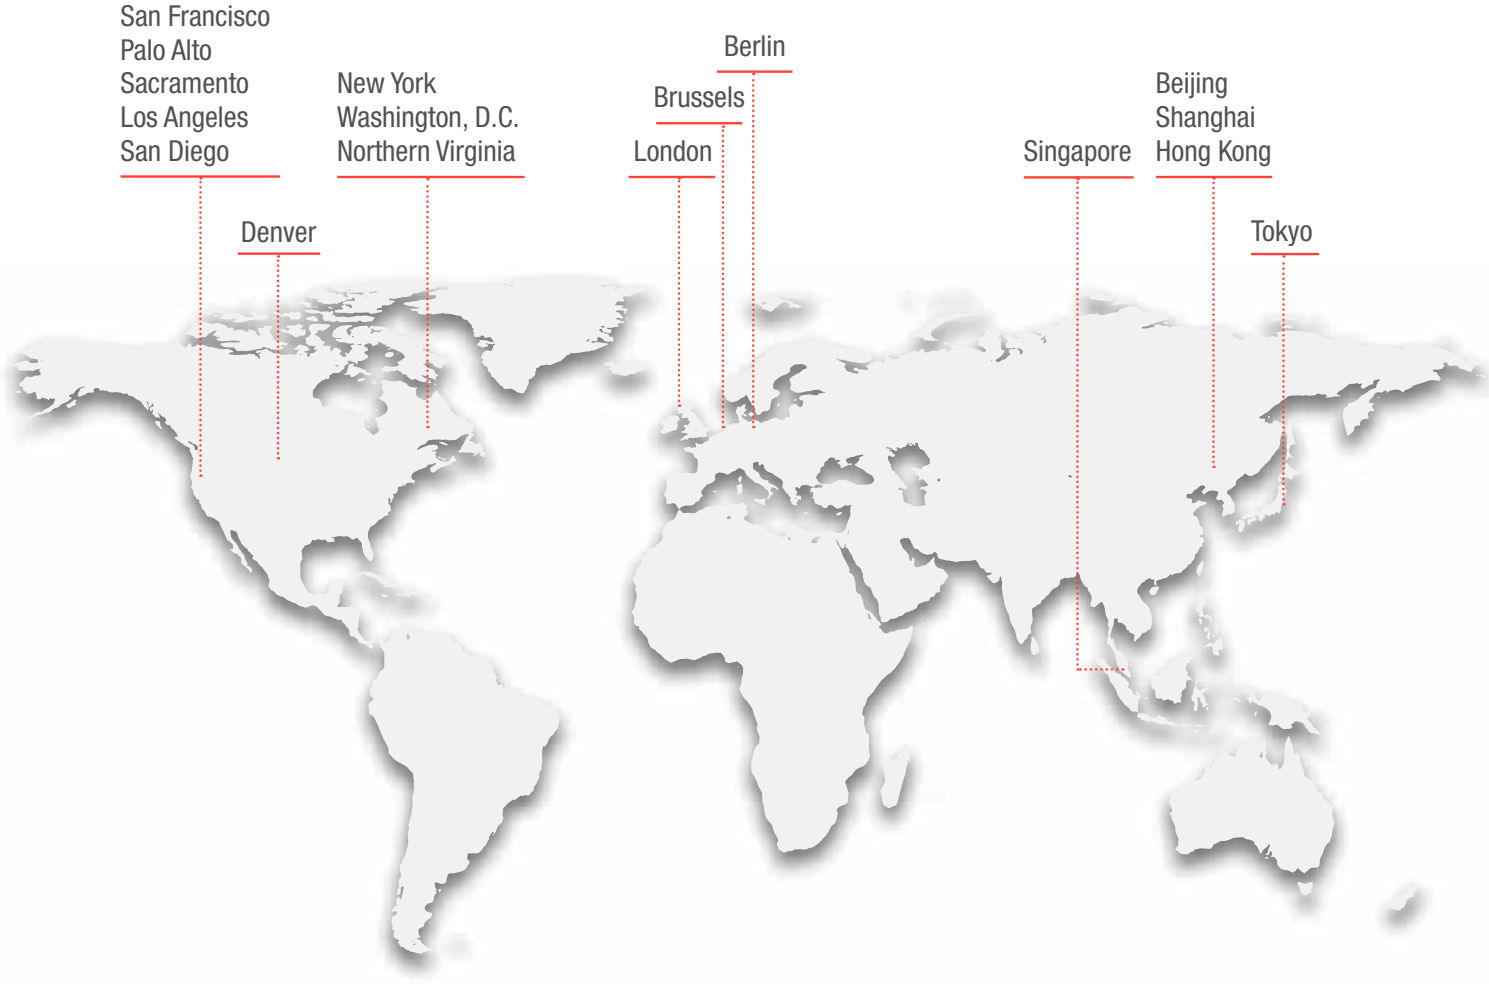 San Francisco
Palo Alto
Sacramento
Los Angeles
San Diego
Denver
New York
Washington, D.C.
Northern Virginia
London
Brussels
Berlin
Singapore
Beijing
Shanghai
Hong Kong
Tokyo